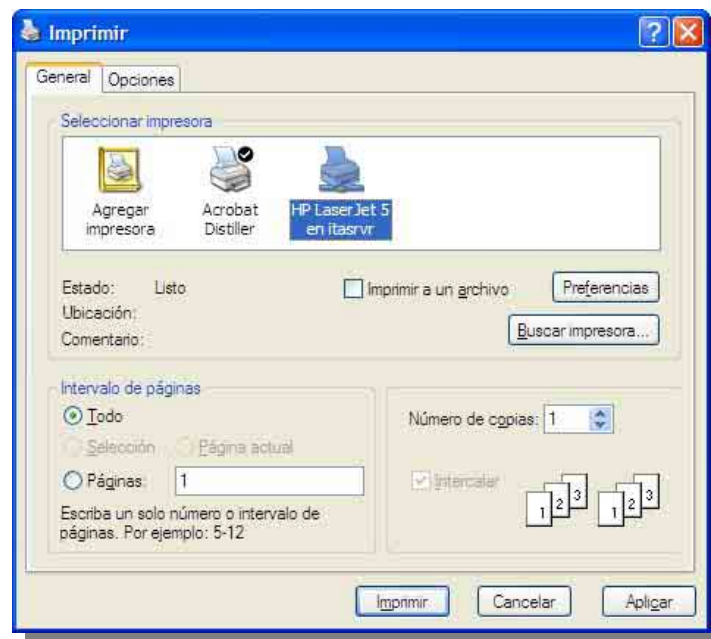 Imprimir
General Opciones
Seleccionar impresora
Agregar impresora
Acrobat Distiller
HP LaserJet 5 en itasrvr
Estado: Listo
Imprimir a un archivo
Preferencias
Ubicación:
Buscar impresora...
Comentario:
Intervalo de páginas
Todo
Selección Página actual
Páginas: 1
Escriba un solo número o intervalo de
páginas. Por ejemplo: 5-12
Número de copias: 1
Intercalar
1 2 3 1 2 3
Imprimir Cancelar Aplicar